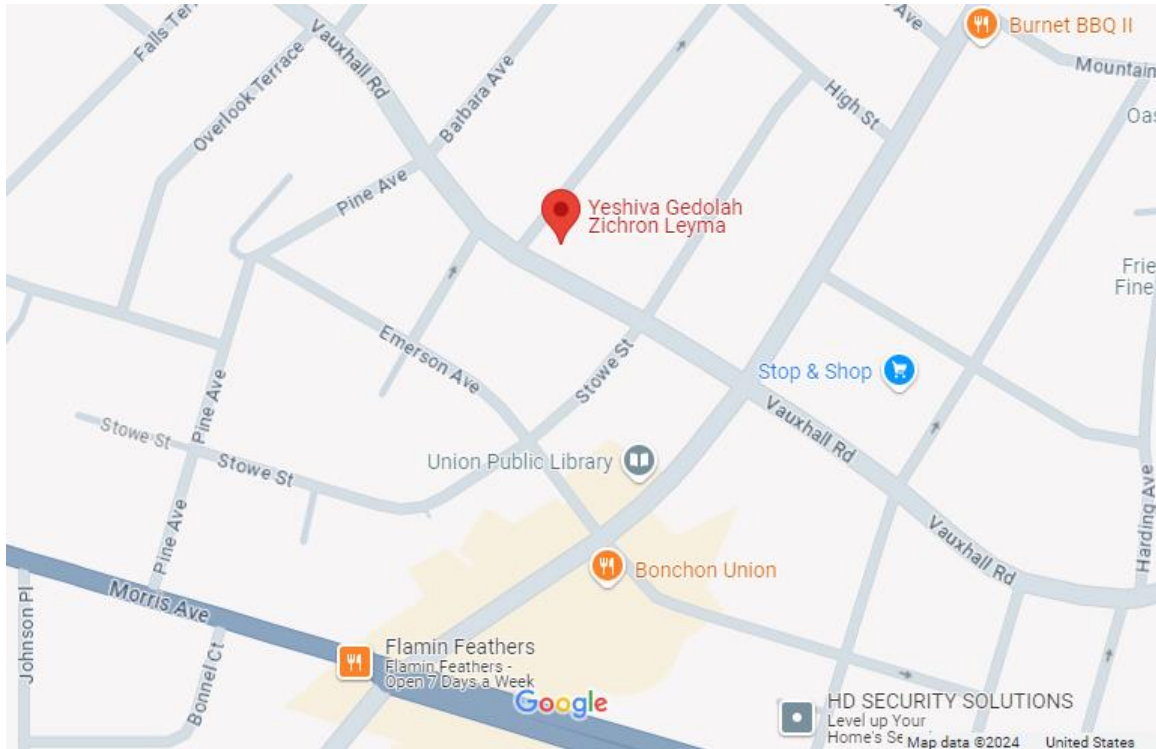 Falls Terr
Vauxhall Rd
Ave
Burnet BBQ II
Overlook Terrace
Barbara Ave
Mountain
High St
Oas
Pine Ave
Yeshiva Gedolah
Zichron Leyma
Frie
Fine
Emerson Ave
Stowe St
Stop & Shop
Pine Ave
Vauxhall Rd
Stowe St
Stowe St
Union Public Library
Harding Ave
Pine Ave
Vauxhall Rd
Bonchon Union
Morris Ave
Johnson Pl
Bonnel Ct
Flamin Feathers
Flamin Feathers -
Open 7 Days a Week
Google
HD SECURITY SOLUTIONS
Level up Your
Home's Se
Map data ©2024
United States